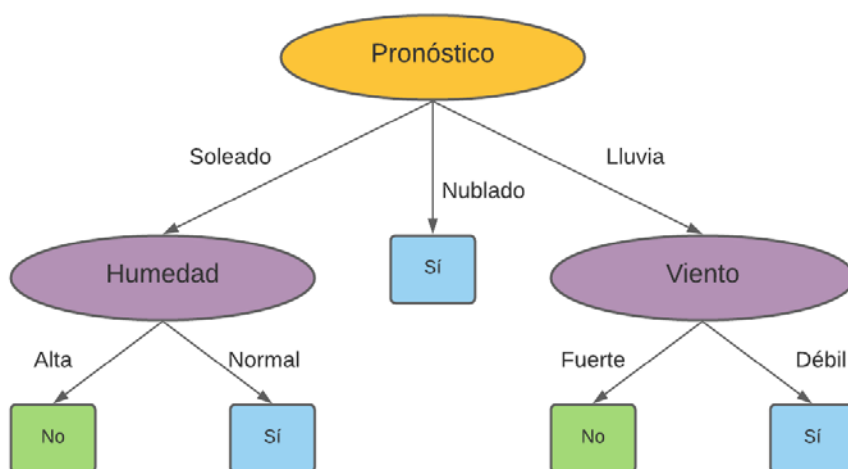 Pronóstico
Soleado
Nublado
Lluvia
Humedad
Sí
Viento
Alta
Normal
Fuerte
Débil
No
Sí
No
Sí